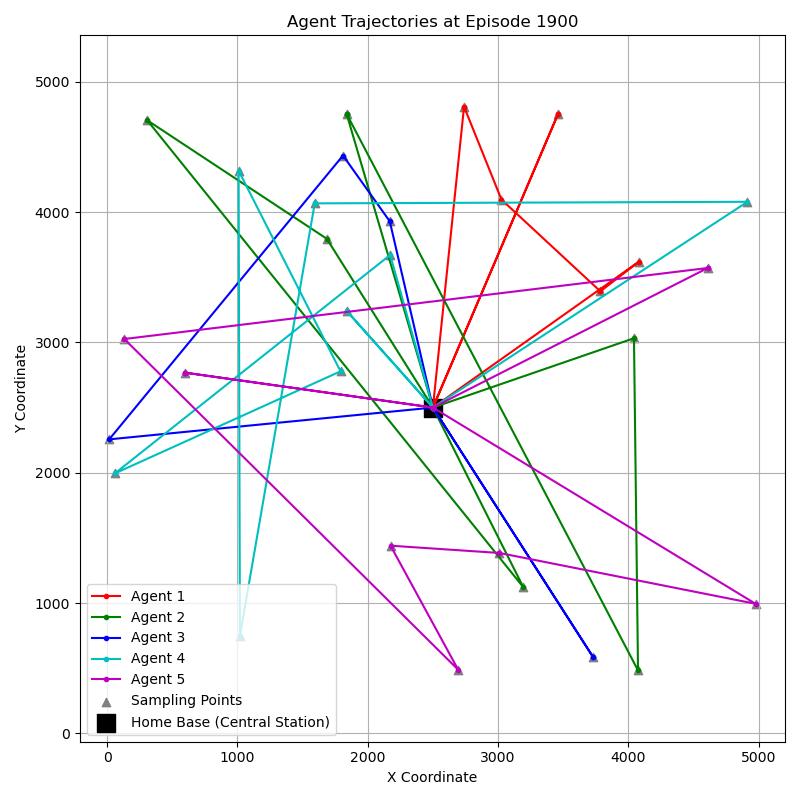 Agent Trajectories at Episode 1900
5000
4000
3000
2000
1000
0
Y Coordinate
Agent 1
Agent 2
Agent 3
Agent 4
Agent 5
Sampling Points
Home Base (Central Station)
0 1000 2000 3000 4000 5000
X Coordinate